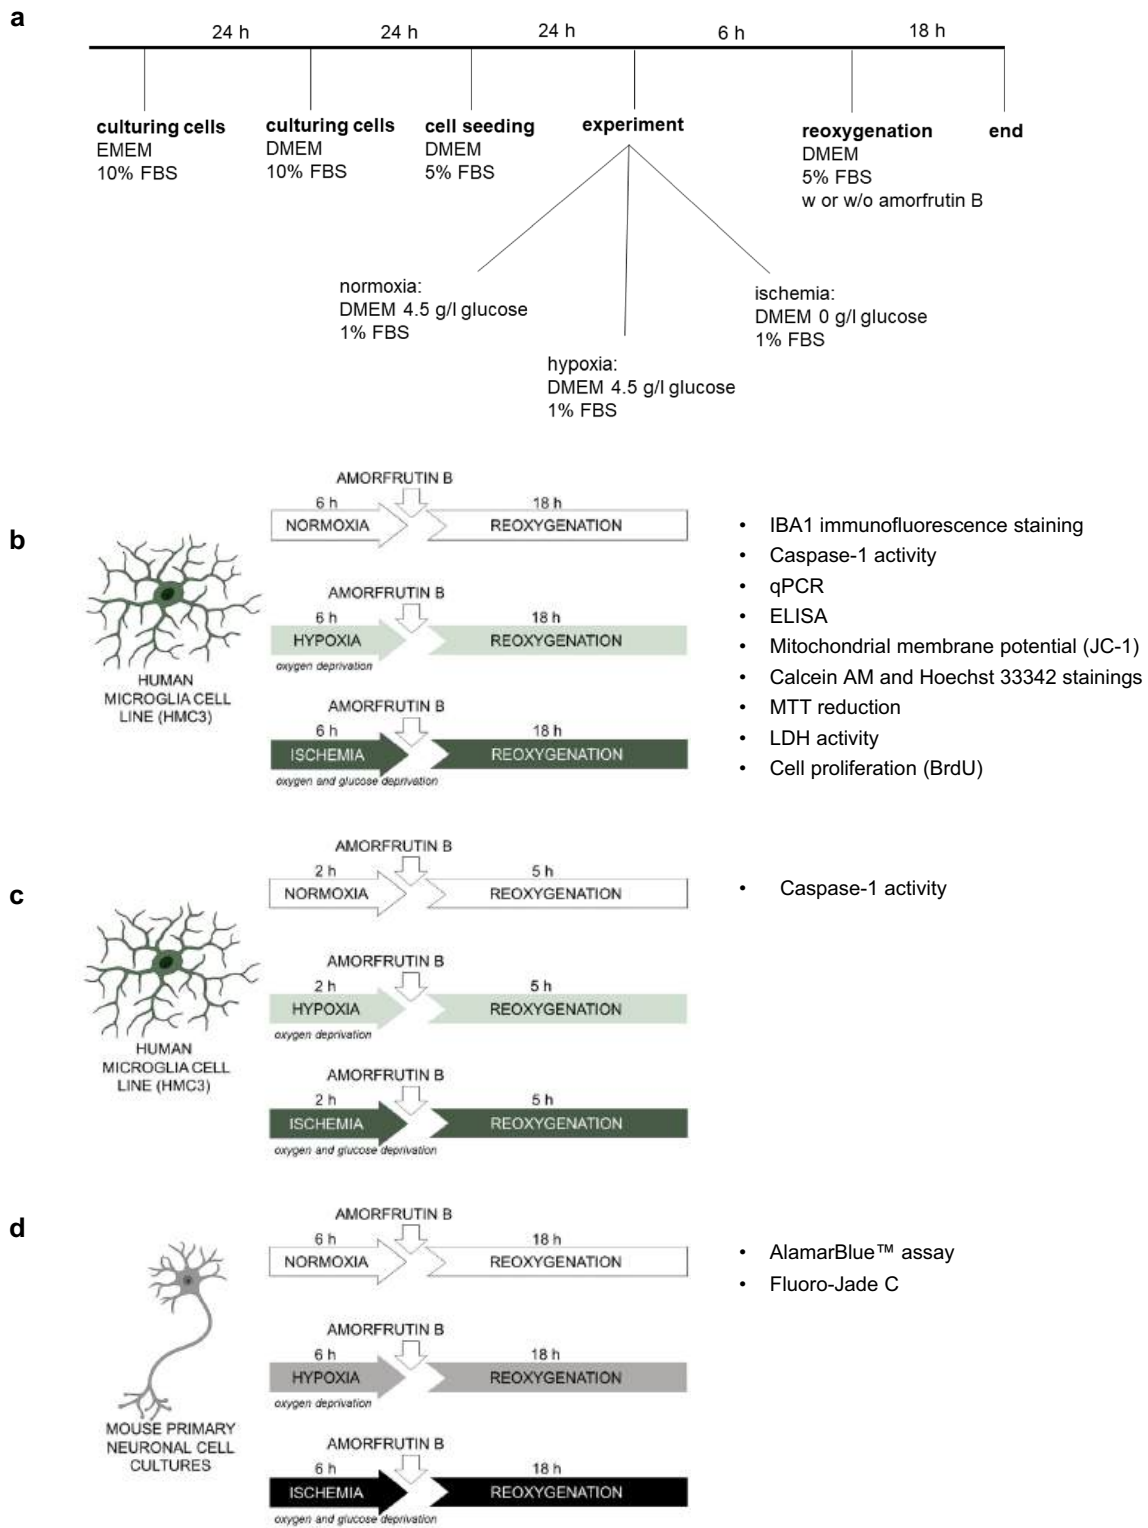 a
24 h
24 h
24 h
6 h
18 h
culturing cells
EMEM
10% FBS
culturing cells
DMEM
10% FBS
cell seeding
DMEM
5% FBS
experiment
reoxygenation
DMEM
5% FBS
w or w/o amorfrutin B
end
normoxia:
DMEM 4.5 g/l glucose
1% FBS
hypoxia:
DMEM 4.5 g/l glucose
1% FBS
ischemia:
DMEM 0 g/l glucose
1% FBS
b
HUMAN
MICROGLIA CELL
LINE (HMC3)
AMORFRUTIN B
6 h
18 h
NORMOXIA
REOXYGENATION
AMORFRUTIN B
6 h
18 h
HYPOXIA
REOXYGENATION
oxygen deprivation
AMORFRUTIN B
6 h
18 h
ISCHEMIA
REOXYGENATION
oxygen and glucose deprivation
• IBA1 immunofluorescence staining
• Caspase-1 activity
• qPCR
• ELISA
• Mitochondrial membrane potential (JC-1)
• Calcein AM and Hoechst 33342 stainings
• MTT reduction
• LDH activity
• Cell proliferation (BrdU)
c
HUMAN
MICROGLIA CELL
LINE (HMC3)
AMORFRUTIN B
2 h
5 h
NORMOXIA
REOXYGENATION
AMORFRUTIN B
2 h
5 h
HYPOXIA
REOXYGENATION
oxygen deprivation
AMORFRUTIN B
2 h
5 h
ISCHEMIA
REOXYGENATION
oxygen and glucose deprivation
• Caspase-1 activity
d
MOUSE PRIMARY
NEURONAL CELL
CULTURES
AMORFRUTIN B
6 h
18 h
NORMOXIA
REOXYGENATION
AMORFRUTIN B
6 h
18 h
HYPOXIA
REOXYGENATION
oxygen deprivation
AMORFRUTIN B
6 h
18 h
ISCHEMIA
REOXYGENATION
oxygen and glucose deprivation
• AlamarBlue™ assay
• Fluoro-Jade C